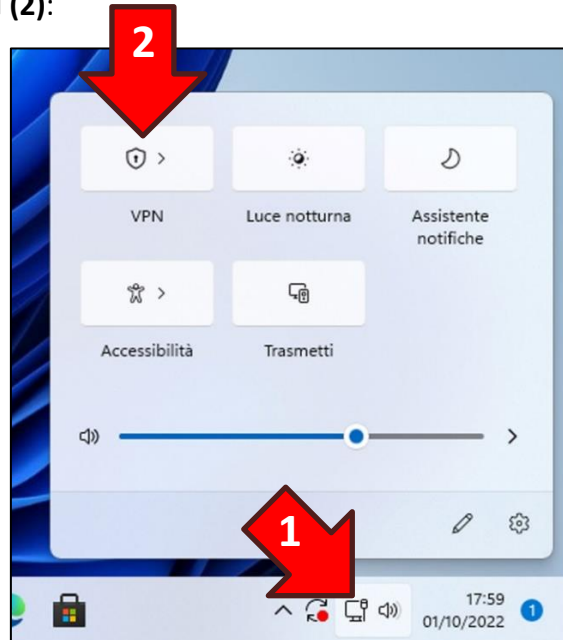 (2):
2
VPN
Luce notturna
Assistente
notifiche
Accessibilità
Trasmetti
1
17:59
01/10/2022
1